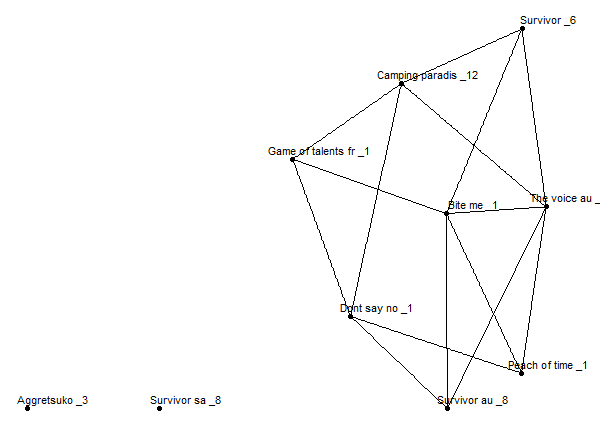 Survivor _6
Camping paradis _12
Game of talents fr _1
The voice au _
Bite me _1
Dont say no _1
Peach of time _1
Aggretsuko _3
Survivor sa _8
Survivor au _8